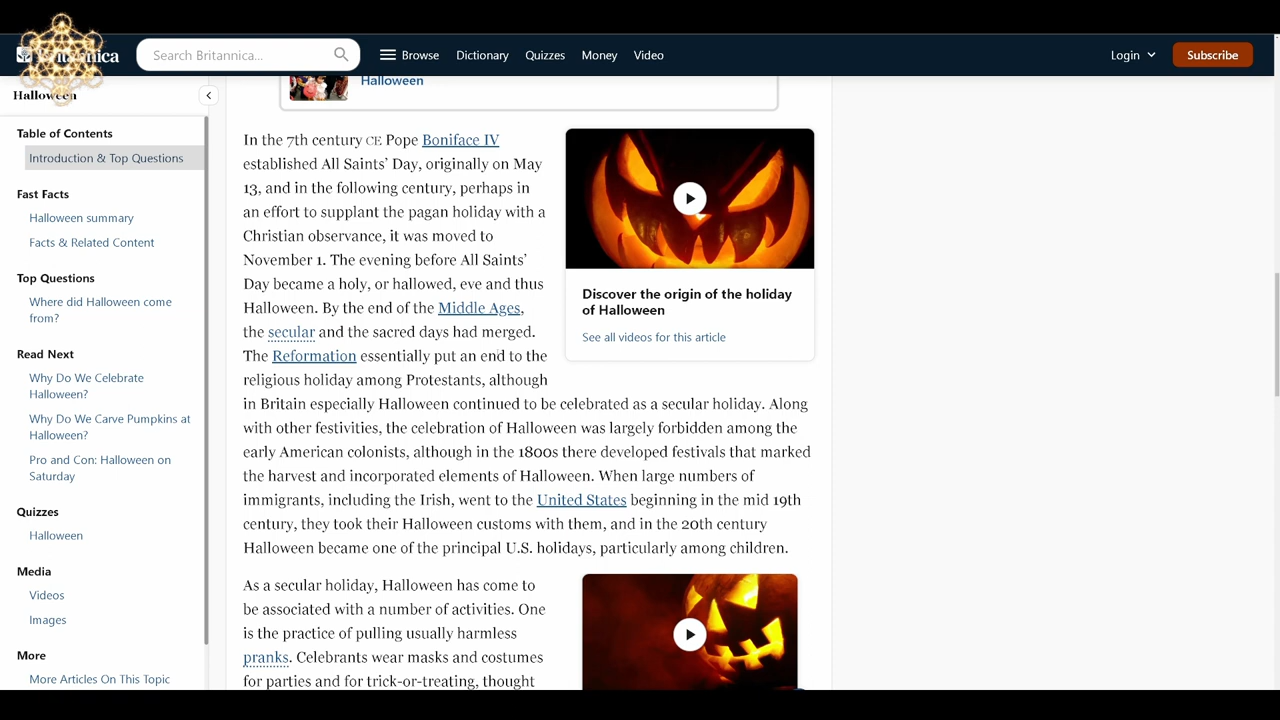 Britannica
Search Britannica...
Browse
Dictionary
Quizzes
Money
Video
Login
Subscribe
Halloween
Table of Contents
Introduction & Top Questions
Fast Facts
Halloween summary
Facts & Related Content
Top Questions
Where did Halloween come
from?
Read Next
Why Do We Celebrate
Halloween?
Why Do We Carve Pumpkins at
Halloween?
Pro and Con: Halloween on
Saturday
Quizzes
Halloween
Media
Videos
Images
More
More Articles On This Topic
Halloween
In the 7th century CE Pope Boniface IV
established All Saints’ Day, originally on May
13, and in the following century, perhaps in
an effort to supplant the pagan holiday with a
Christian observance, it was moved to
November 1. The evening before All Saints’
Day became a holy, or hallowed, eve and thus
Halloween. By the end of the Middle Ages,
the secular and the sacred days had merged.
The Reformation essentially put an end to the
religious holiday among Protestants, although
in Britain especially Halloween continued to be celebrated as a secular holiday. Along
with other festivities, the celebration of Halloween was largely forbidden among the
early American colonists, although in the 1800s there developed festivals that marked
the harvest and incorporated elements of Halloween. When large numbers of
immigrants, including the Irish, went to the United States beginning in the mid 19th
century, they took their Halloween customs with them, and in the 20th century
Halloween became one of the principal U.S. holidays, particularly among children.
Discover the origin of the holiday
of Halloween
See all videos for this article
As a secular holiday, Halloween has come to
be associated with a number of activities. One
is the practice of pulling usually harmless
pranks. Celebrants wear masks and costumes
for parties and for trick-or-treating, thought